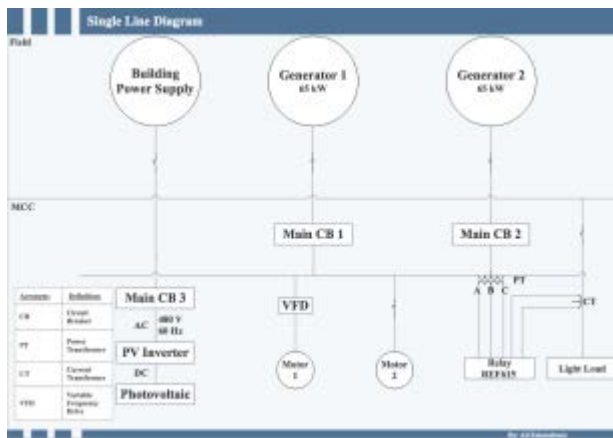 Single Line Diagram
Field
Building
Power Supply
Generator 1
65 kW
Generator 2
65 kW
MCC
Main CB 1
Main CB 2
PT
A B C
CT
Acronym
Definition
CB
Circuit
Breaker
PT
Power
Transformer
CT
Current
Transformer
VFD
Variable
Frequency
Drive
Main CB 3
AC
480 V
60 Hz
PV Inverter
DC
Photovoltaic
VFD
Motor
1
Motor
2
Relay
REF615
Light Load